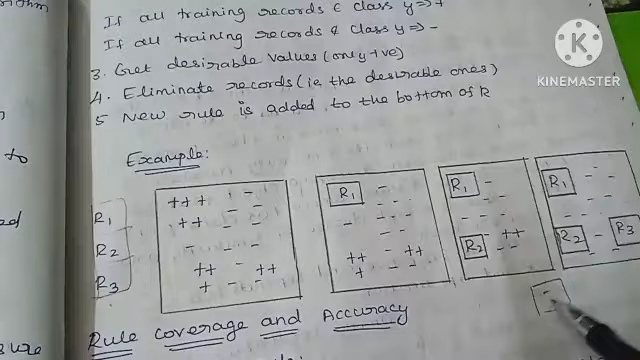 If all training records ∈ class y => +
If all training records ∉ class y => -
3. Get desirable values (only +ve)
4. Eliminate records (ie the desirable ones)
5 New rule is added to the bottom of R
Example:
R1
R2
R3
+++ - -
++ - -
-
- - -
++ - ++
+ - -
R1 -
- -
- - -
- -
++ - ++
+ - -
R1 - -
- -
- - -
- ++
R2 - -
R1 - -
- -
- - -
R2 - R3
- -
Rule coverage and Accuracy
to
sure
K
KINEMASTER